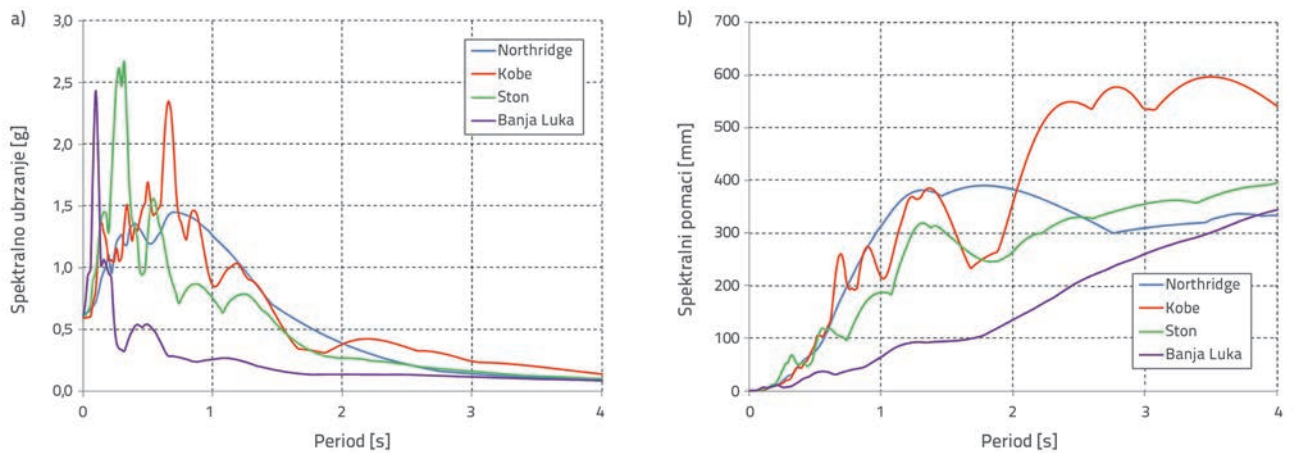 a)
Spektralno ubrzanje [g]
3,0
2,5
2,0
1,5
1,0
0,5
0,0
0
1
2
3
4
Period [s]
Northridge
Kobe
Ston
Banja Luka
b)
Spektralni pomaci [mm]
700
600
500
400
300
200
100
0
0
1
2
3
4
Period [s]
Northridge
Kobe
Ston
Banja Luka